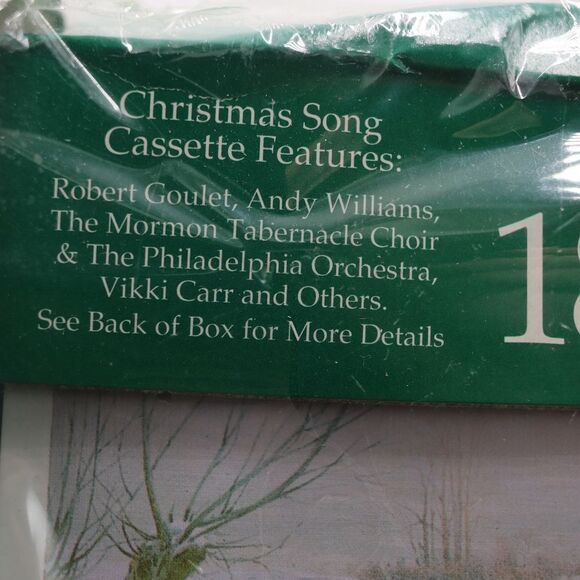 Christmas Song
Cassette Features:
Robert Goulet, Andy Williams,
The Mormon Tabernacle Choir
& The Philadelphia Orchestra,
Vikki Carr and Others.
See Back of Box for More Details